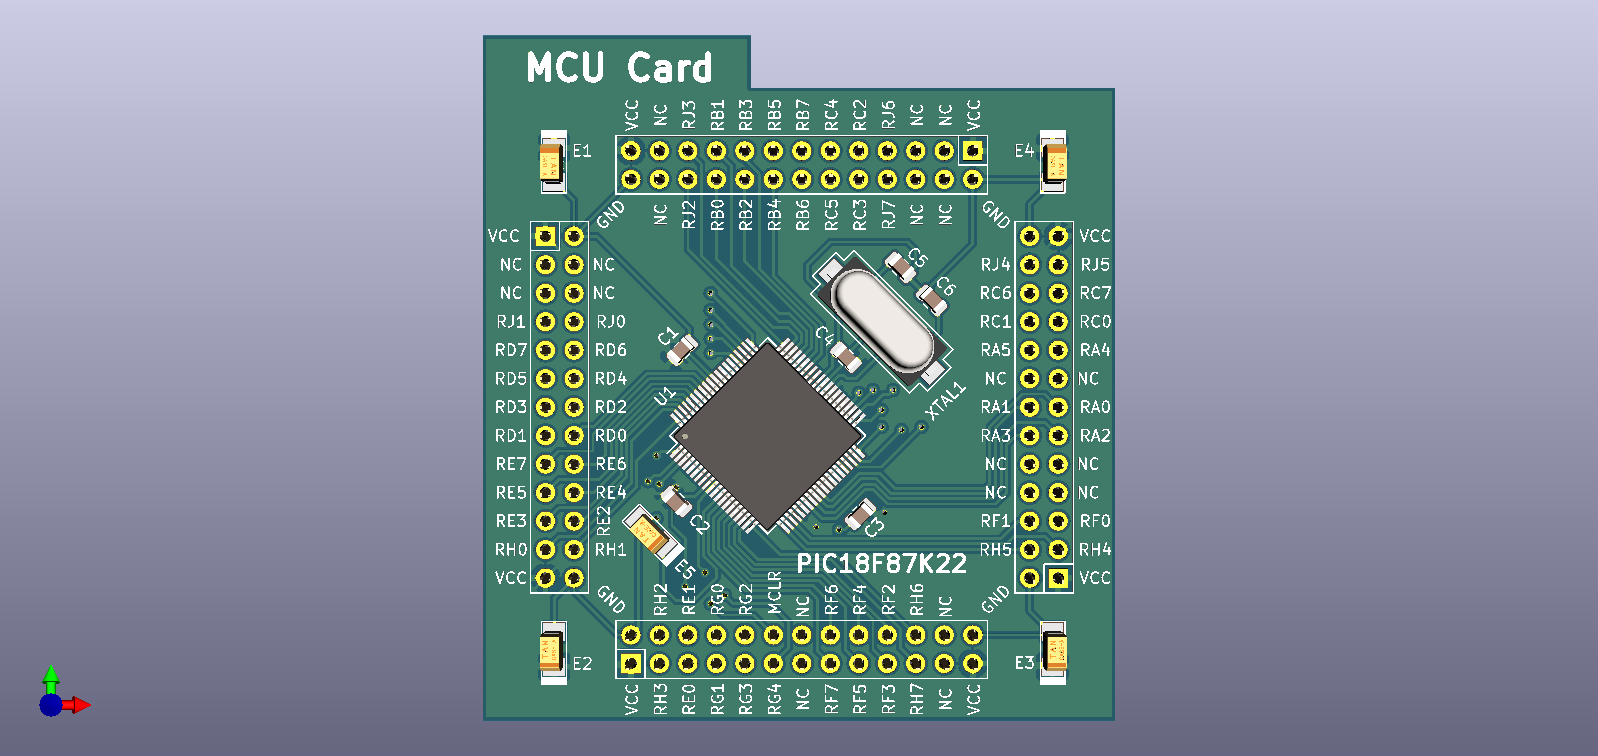 MCU Card
VCC NC RJ3 RB1 RB3 RB5 RB7 RC4 RC2 RJ6 NC NC VCC
E1
E4
GND NC RJ2 RB0 RB2 RB4 RB6 RC5 RC3 RJ7 NC NC GND
VCC
VCC
NC NC
RJ4 RJ5
NC NC
RC6 RC7
RJ1 RJ0
RC1 RC0
RD7 RD6
RA5 RA4
RD5 RD4
NC NC
RD3 RD2
RA1 RA0
RD1 RD0
RA3 RA2
RE7 RE6
NC NC
RE5 RE4
NC NC
RE3 RE2
RF1 RF0
RH0 RH1
RH5 RH4
VCC
VCC
C5
C6
C1
C4
XTAL1
U1
C2
C3
E5
PIC18F87K22
GND RH2 RE1 RG0 RG2 MCLR NC RF6 RF4 RF2 RH6 NC GND
E2
E3
VCC RH3 RE0 RG1 RG3 RG4 NC RF7 RF5 RF3 RH7 NC VCC